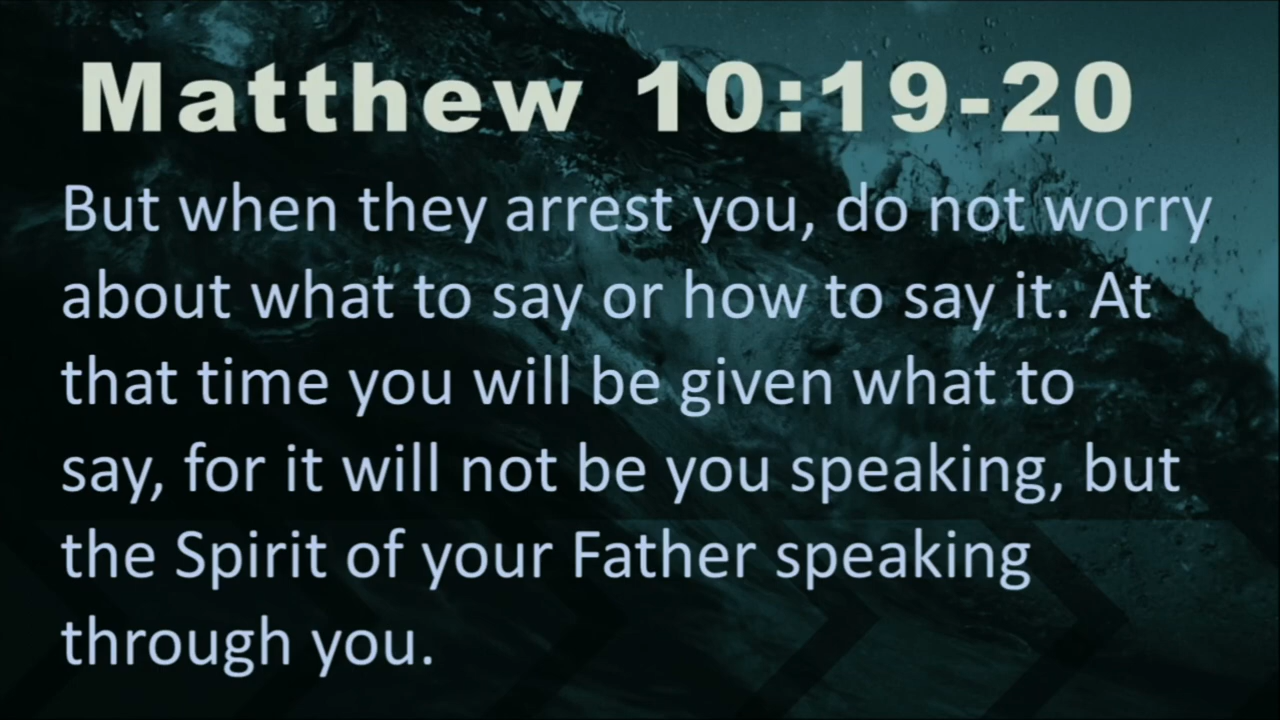 Matthew 10:19-20
But when they arrest you, do not worry
about what to say or how to say it. At
that time you will be given what to
say, for it will not be you speaking, but
the Spirit of your Father speaking
through you.